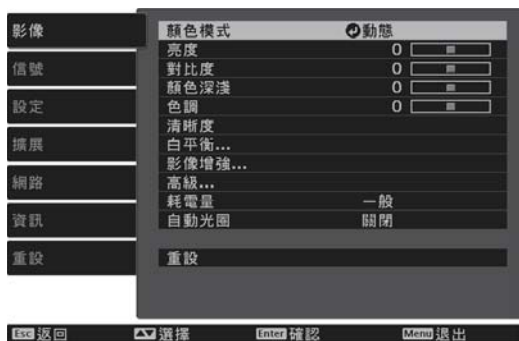 影像
信號
設定
擴展
網路
資訊
重設
顏色模式 動態
亮度 0
對比度 0
顏色深淺 0
色調 0
清晰度
白平衡...
影像增強...
高級...
耗電量 一般
自動光圈 關閉
重設
Esc 返回 選擇 Enter 確認 Menu 退出